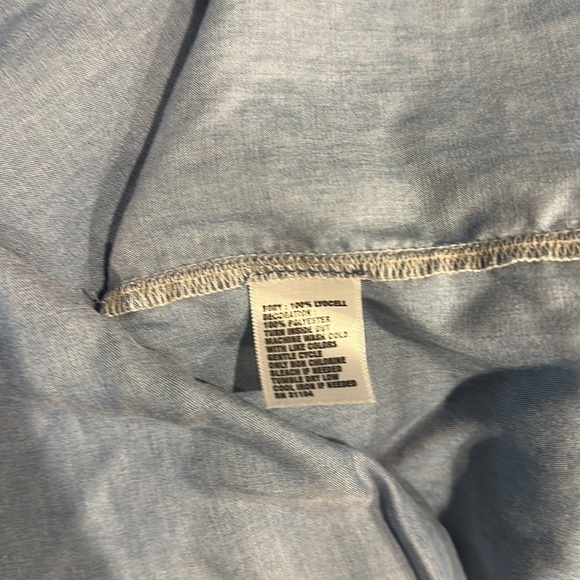 BODY : 100% LYOCELL
DECORATION :
100% POLYESTER
TURN INSIDE OUT
MACHINE WASH COLD
WITH LIKE COLORS
GENTLE CYCLE
ONLY NON CHLORINE
BLEACH IF NEEDED
TUMBLE DRY LOW
COOL IRON IF NEEDED
RN 31104